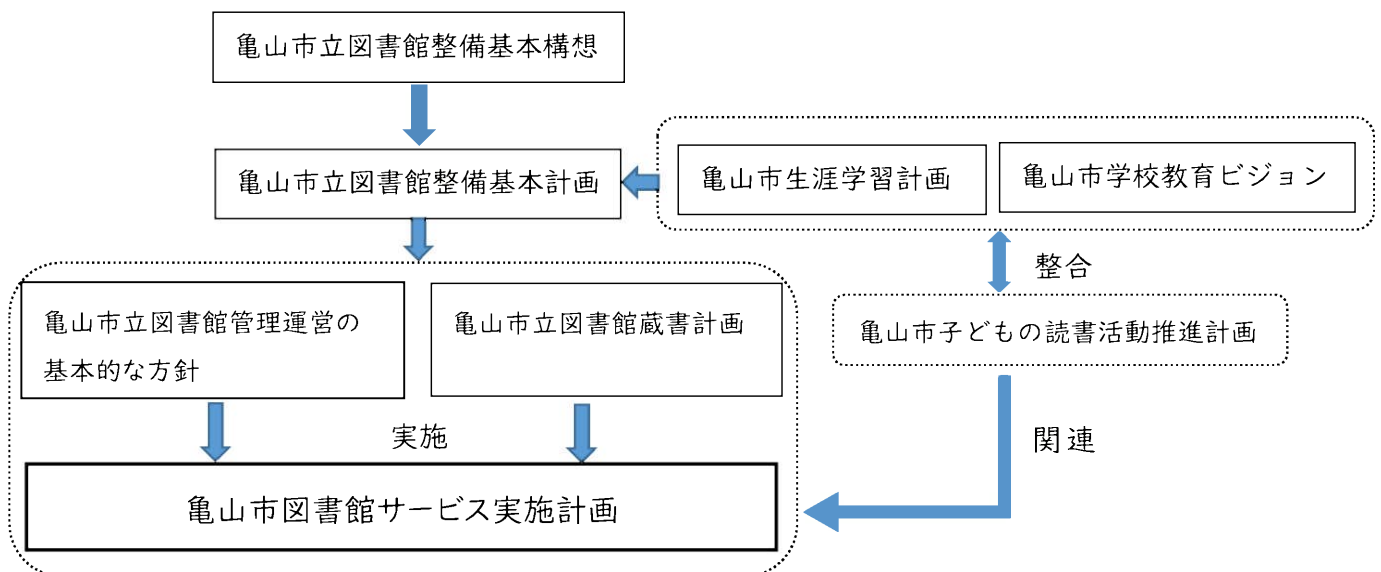 亀山市立図書館整備基本構想
亀山市立図書館整備基本計画
亀山市生涯学習計画
亀山市学校教育ビジョン
整合
亀山市子どもの読書活動推進計画
亀山市立図書館管理運営の
基本的な方針
亀山市立図書館蔵書計画
実施
関連
亀山市図書館サービス実施計画